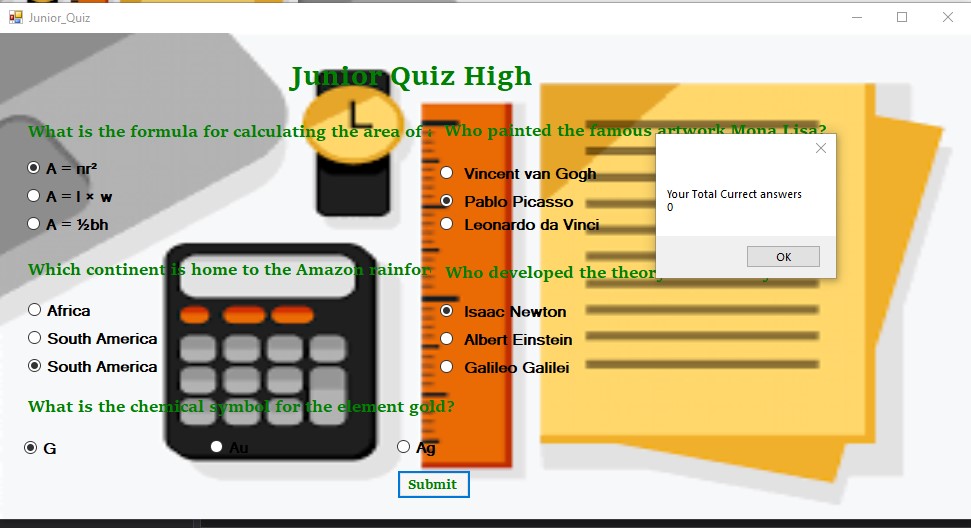 Junior_Quiz
Junior Quiz High
What is the formula for calculating the area of
A = πr²
A = l × w
A = ½bh
Which continent is home to the Amazon rainfor
Africa
South America
South America
What is the chemical symbol for the element gold?
G
Au
Ag
Who painted the famous artwork Mona Lisa?
Vincent van Gogh
Pablo Picasso
Leonardo da Vinci
Who developed the theory
Isaac Newton
Albert Einstein
Galileo Galilei
Submit
Your Total Currect answers
0
OK